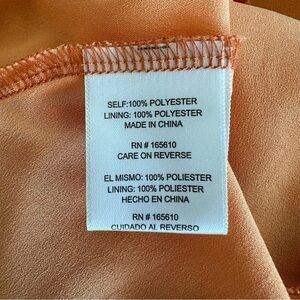 SELF:100% POLYESTER
LINING: 100% POLYESTER
MADE IN CHINA
RN # 165610
CARE ON REVERSE
EL MISMO: 100% POLIESTER
LINING: 100% POLIESTER
HECHO EN CHINA
RN # 165610
CUIDADO AL REVERSO